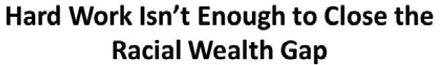 Hard Work Isn’t Enough to Close the
Racial Wealth Gap